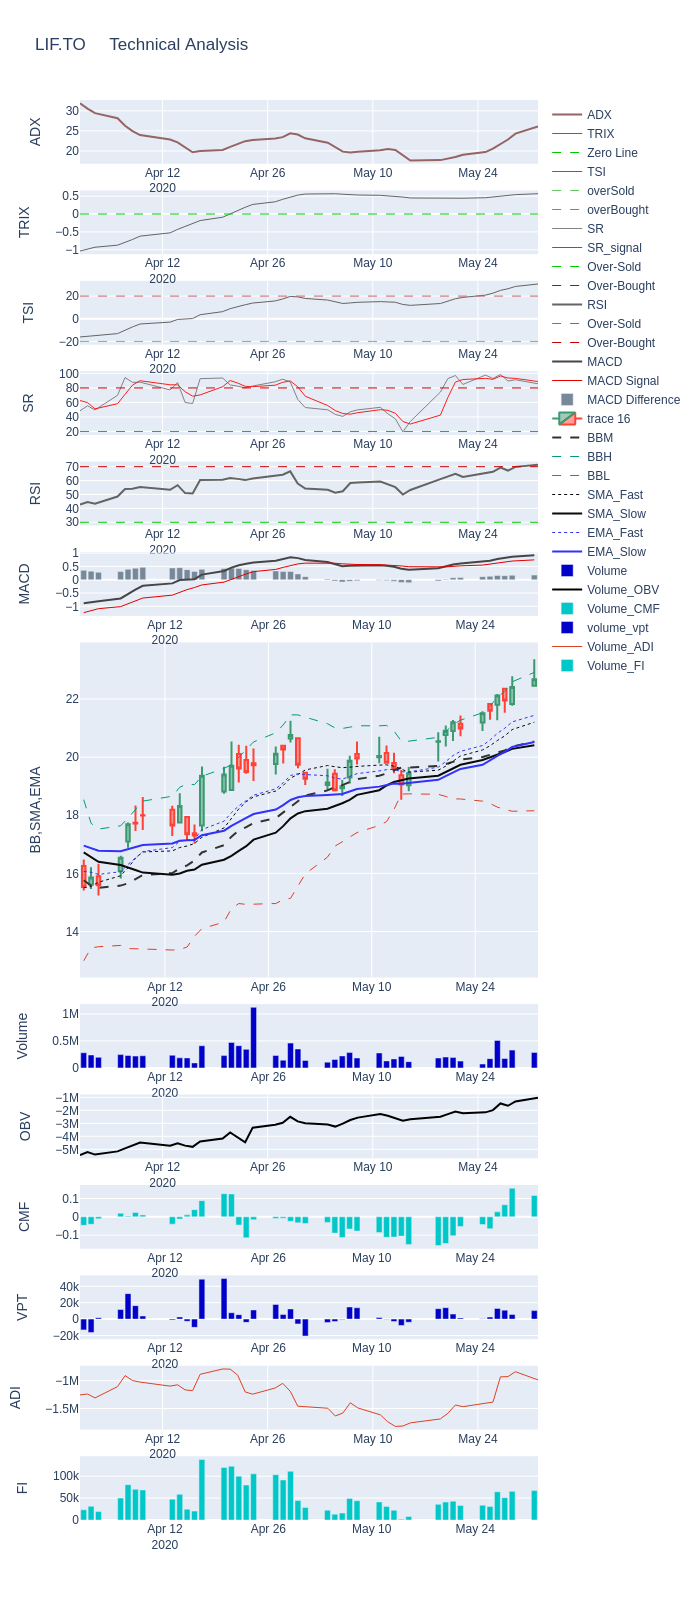 LIF.TO     Technical Analysis
ADX
30
25
20
Apr 12
2020
Apr 26
May 10
May 24
TRIX
0.5
0
−0.5
−1
Apr 12
2020
Apr 26
May 10
May 24
TSI
20
0
−20
Apr 12
2020
Apr 26
May 10
May 24
SR
100
80
60
40
20
Apr 12
2020
Apr 26
May 10
May 24
RSI
70
60
50
40
30
Apr 12
2020
Apr 26
May 10
May 24
MACD
1
0.5
0
−0.5
−1
Apr 12
2020
Apr 26
May 10
May 24
BB,SMA,EMA
22
20
18
16
14
Apr 12
2020
Apr 26
May 10
May 24
Volume
1M
0.5M
0
Apr 12
2020
Apr 26
May 10
May 24
OBV
−1M
−2M
−3M
−4M
−5M
Apr 12
2020
Apr 26
May 10
May 24
CMF
0.1
0
−0.1
Apr 12
2020
Apr 26
May 10
May 24
VPT
40k
20k
0
−20k
Apr 12
2020
Apr 26
May 10
May 24
ADI
−1M
−1.5M
Apr 12
2020
Apr 26
May 10
May 24
FI
100k
50k
0
Apr 12
2020
Apr 26
May 10
May 24
ADX
TRIX
Zero Line
TSI
overSold
overBought
SR
SR_signal
Over-Sold
Over-Bought
RSI
Over-Sold
Over-Bought
MACD
MACD Signal
MACD Difference
trace 16
BBM
BBH
BBL
SMA_Fast
SMA_Slow
EMA_Fast
EMA_Slow
Volume
Volume_OBV
Volume_CMF
volume_vpt
Volume_ADI
Volume_FI